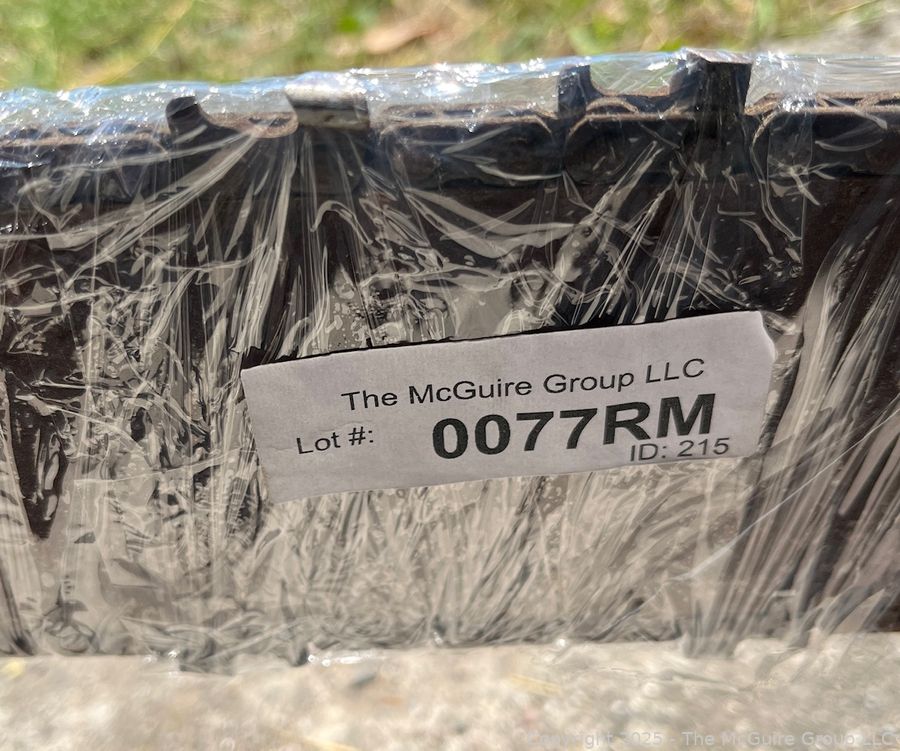 The McGuire Group LLC
Lot #: 0077RM
ID: 215
Copyright 2025 - The McGuire Group LLC